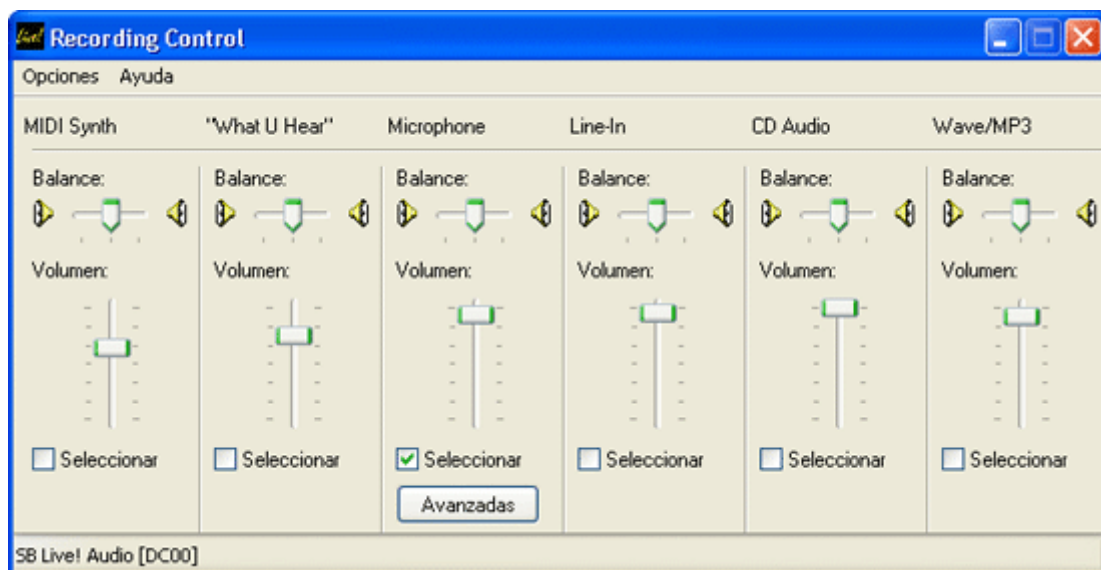 Live! Recording Control
Opciones Ayuda
MIDI Synth "What U Hear" Microphone Line-In CD Audio Wave/MP3
Balance: Balance: Balance: Balance: Balance: Balance:
Volumen: Volumen: Volumen: Volumen: Volumen: Volumen:
Seleccionar Seleccionar Seleccionar Seleccionar Seleccionar Seleccionar
Avanzadas
SB Live! Audio [DC00]